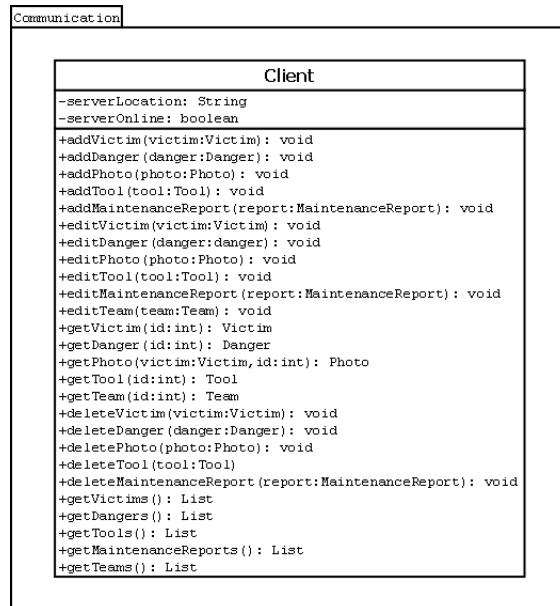 Communication
Client
-serverLocation: String
-serverOnline: boolean
+addVictim(victim:Victim): void
+addDanger(danger:Danger): void
+addPhoto(photo:Photo): void
+addTool(tool:Tool): void
+addMaintenanceReport(report:MaintenanceReport): void
+editVictim(victim:Victim): void
+editDanger(danger:danger): void
+editPhoto(photo:Photo): void
+editTool(tool:Tool): void
+editMaintenanceReport(report:MaintenanceReport): void
+editTeam(team:Team): void
+getVictim(id:int): Victim
+getDanger(id:int): Danger
+getPhoto(victim:Victim,id:int): Photo
+getTool(id:int): Tool
+getTeam(id:int): Team
+deleteVictim(victim:Victim): void
+deleteDanger(danger:Danger): void
+deletePhoto(photo:Photo): void
+deleteTool(tool:Tool)
+deleteMaintenanceReport(report:MaintenanceReport): void
+getVictims(): List
+getDangers(): List
+getTools(): List
+getMaintenanceReports(): List
+getTeams(): List